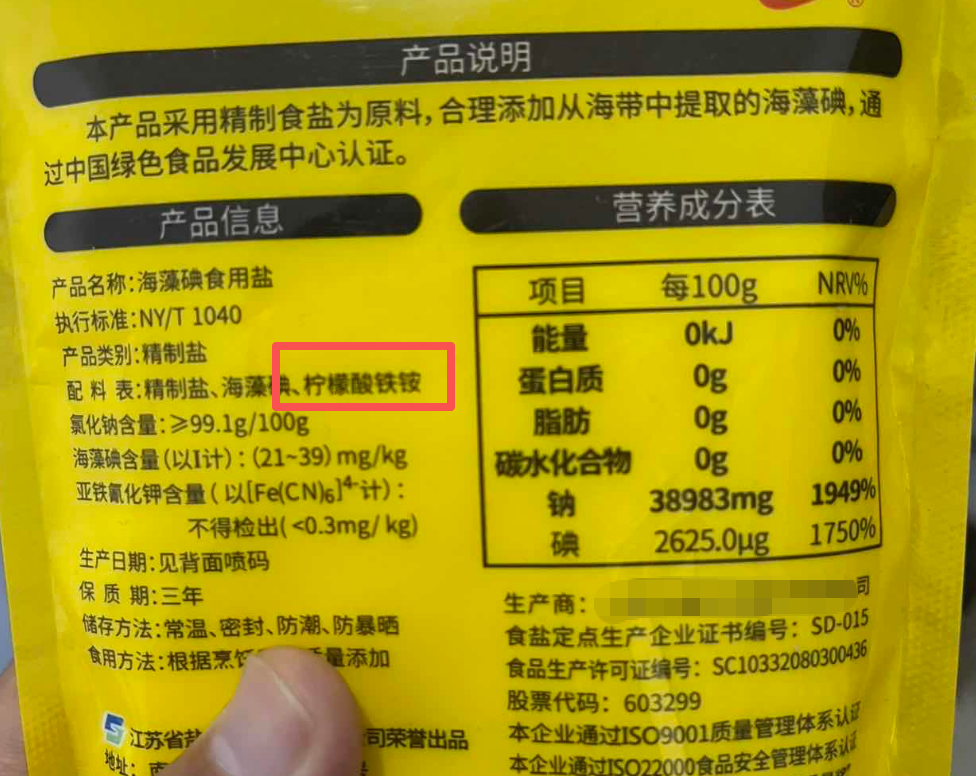 产品说明
本产品采用精制食盐为原料，合理添加从海带中提取的海藻碘，通
过中国绿色食品发展中心认证。
产品信息
产品名称：海藻碘食用盐
执行标准：NY/T 1040
产品类别：精制盐
配 料 表：精制盐、海藻碘、柠檬酸铁铵
氯化钠含量：≥99.1g/100g
海藻碘含量（以I计）：(21~39) mg/kg
亚铁氰化钾含量（以[Fe(CN)₆]⁴⁻计）：
不得检出(<0.3mg/ kg)
生产日期：见背面喷码
保 质 期：三年
储存方法：常温、密封、防潮、防暴晒
食用方法：根据烹饪 量添加
江苏省盐 司荣誉出品
地址：
营养成分表
项目 每100g NRV%
能量 0kJ 0%
蛋白质 0g 0%
脂肪 0g 0%
碳水化合物 0g 0%
钠 38983mg 1949%
碘 2625.0μg 1750%
生产商： 司
食盐定点生产企业证书编号：SD-015
食品生产许可证编号：SC10332080300436
股票代码：603299
本企业通过ISO9001质量管理体系认证
本企业通过ISO22000食品安全管理体系认证